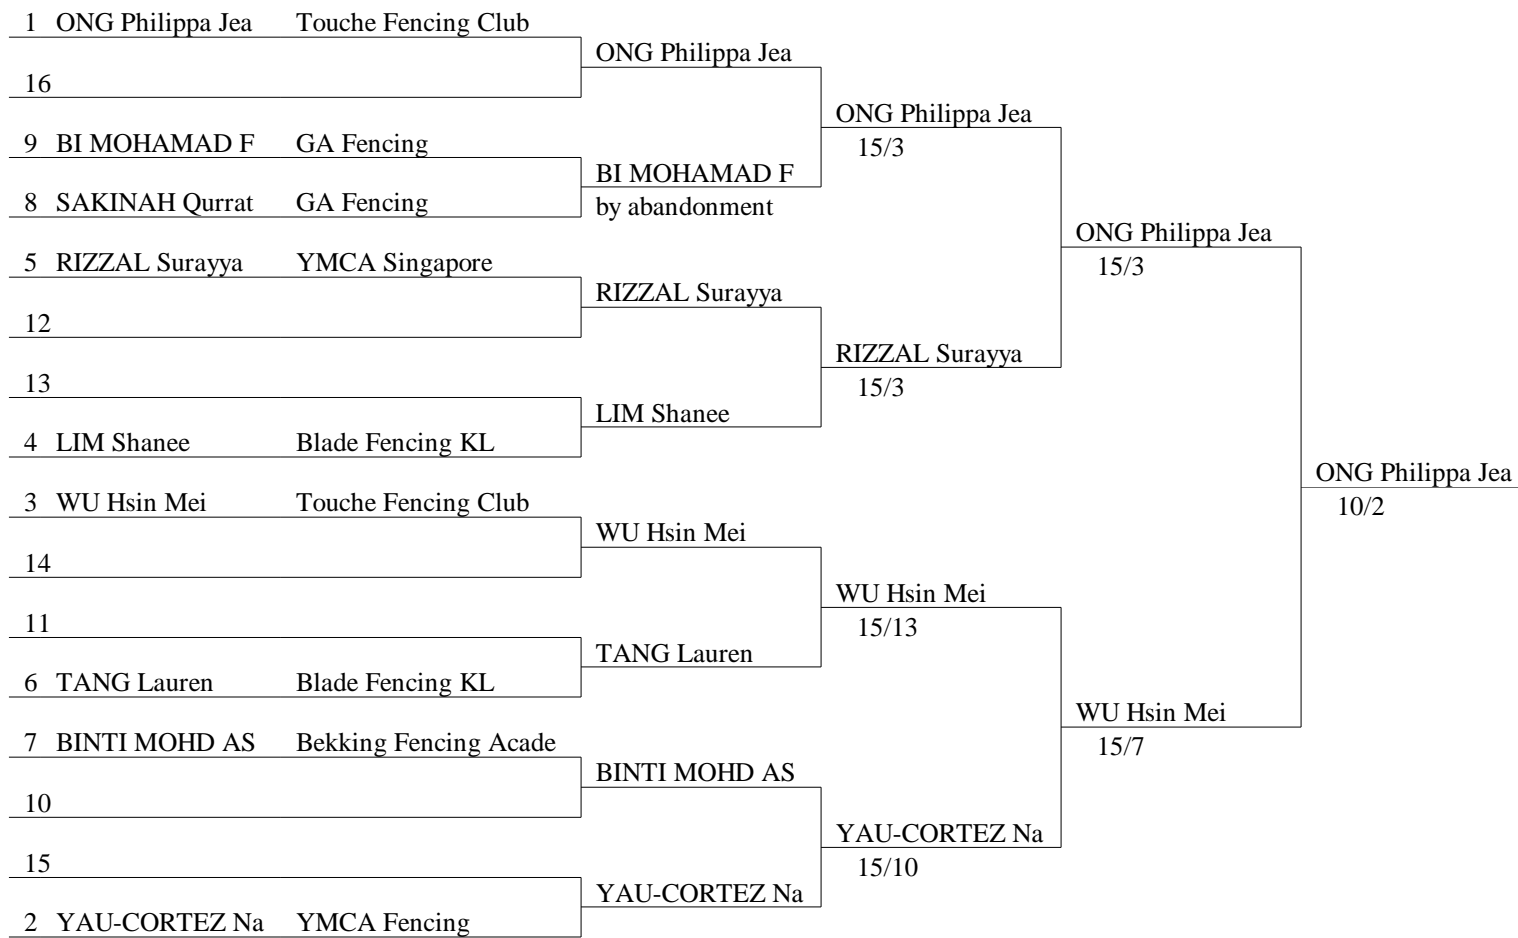 1 ONG Philippa Jea Touche Fencing Club
ONG Philippa Jea
16
ONG Philippa Jea
15/3
9 BI MOHAMAD F GA Fencing
BI MOHAMAD F
by abandonment
8 SAKINAH Qurrat GA Fencing
ONG Philippa Jea
15/3
5 RIZZAL Surayya YMCA Singapore
RIZZAL Surayya
12
RIZZAL Surayya
15/3
13
LIM Shanee
4 LIM Shanee Blade Fencing KL
ONG Philippa Jea
10/2
3 WU Hsin Mei Touche Fencing Club
WU Hsin Mei
14
WU Hsin Mei
15/13
11
TANG Lauren
6 TANG Lauren Blade Fencing KL
WU Hsin Mei
15/7
7 BINTI MOHD AS Bekking Fencing Acade
BINTI MOHD AS
10
YAU-CORTEZ Na
15/10
15
YAU-CORTEZ Na
2 YAU-CORTEZ Na YMCA Fencing